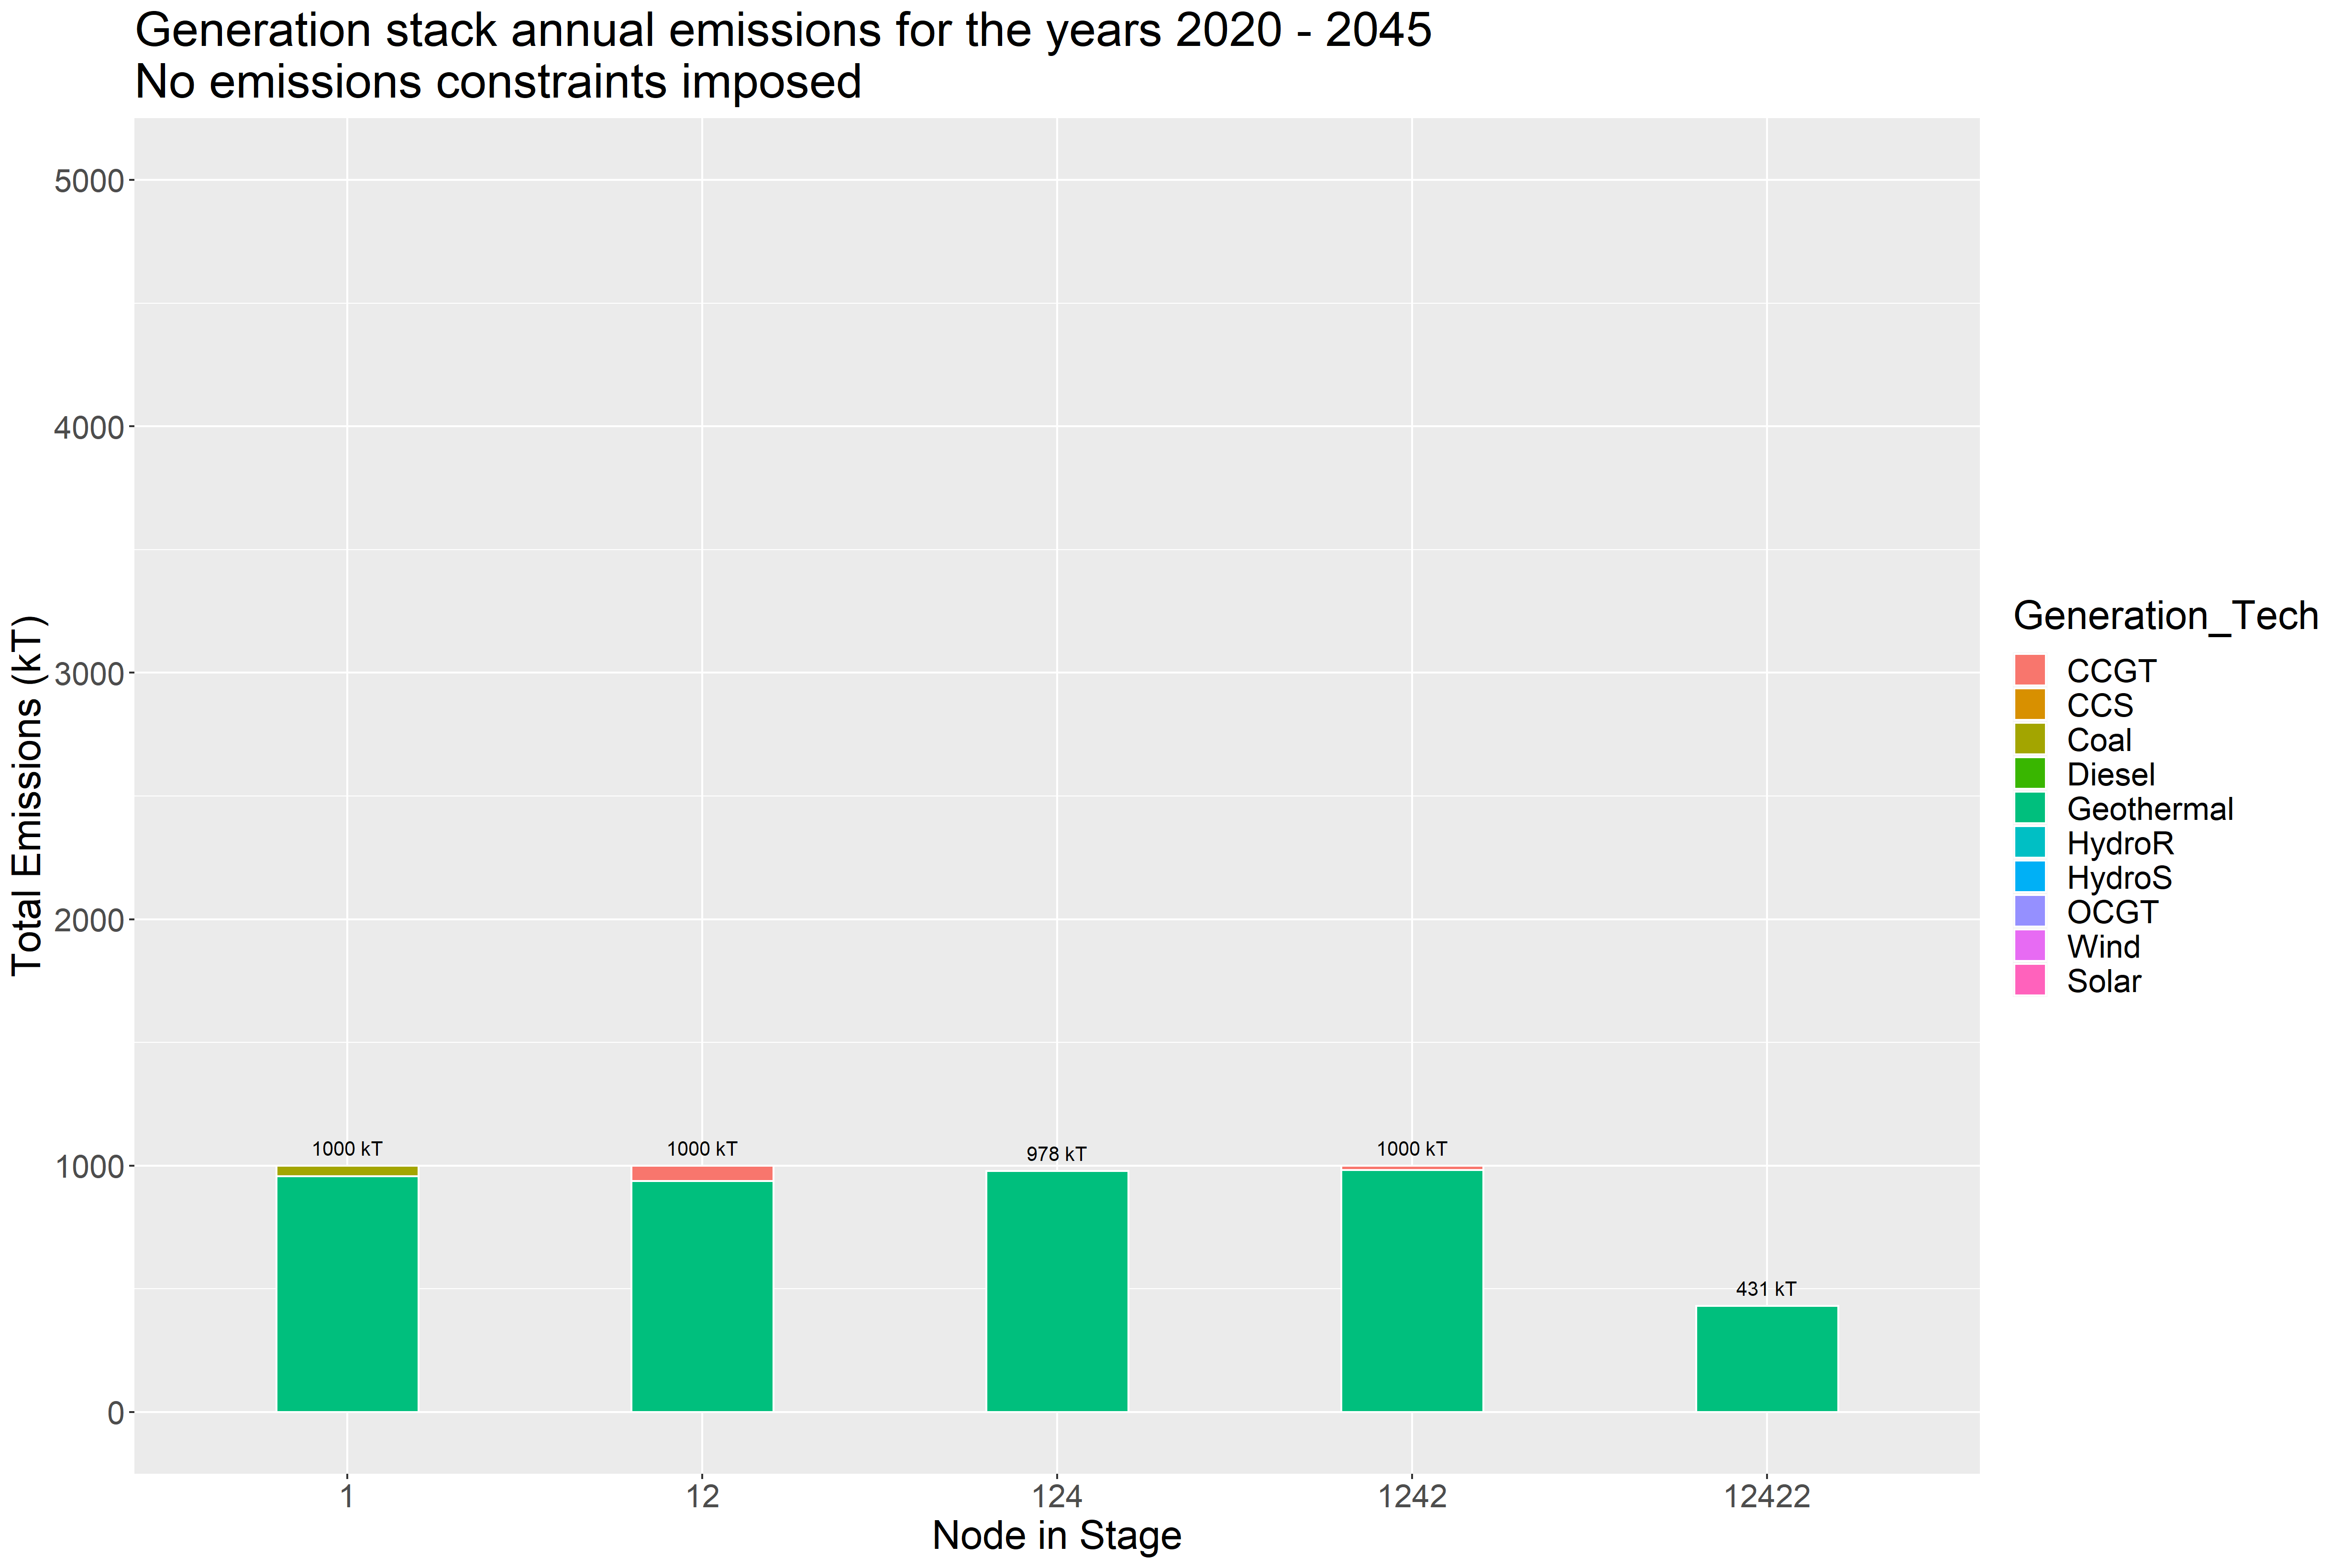 Generation stack annual emissions for the years 2020 - 2045
No emissions constraints imposed
Total Emissions (kT)
5000
4000
3000
2000
1000
0
1000 kT
1000 kT
978 kT
1000 kT
431 kT
1
12
124
1242
12422
Node in Stage
Generation_Tech
CCGT
CCS
Coal
Diesel
Geothermal
HydroR
HydroS
OCGT
Wind
Solar